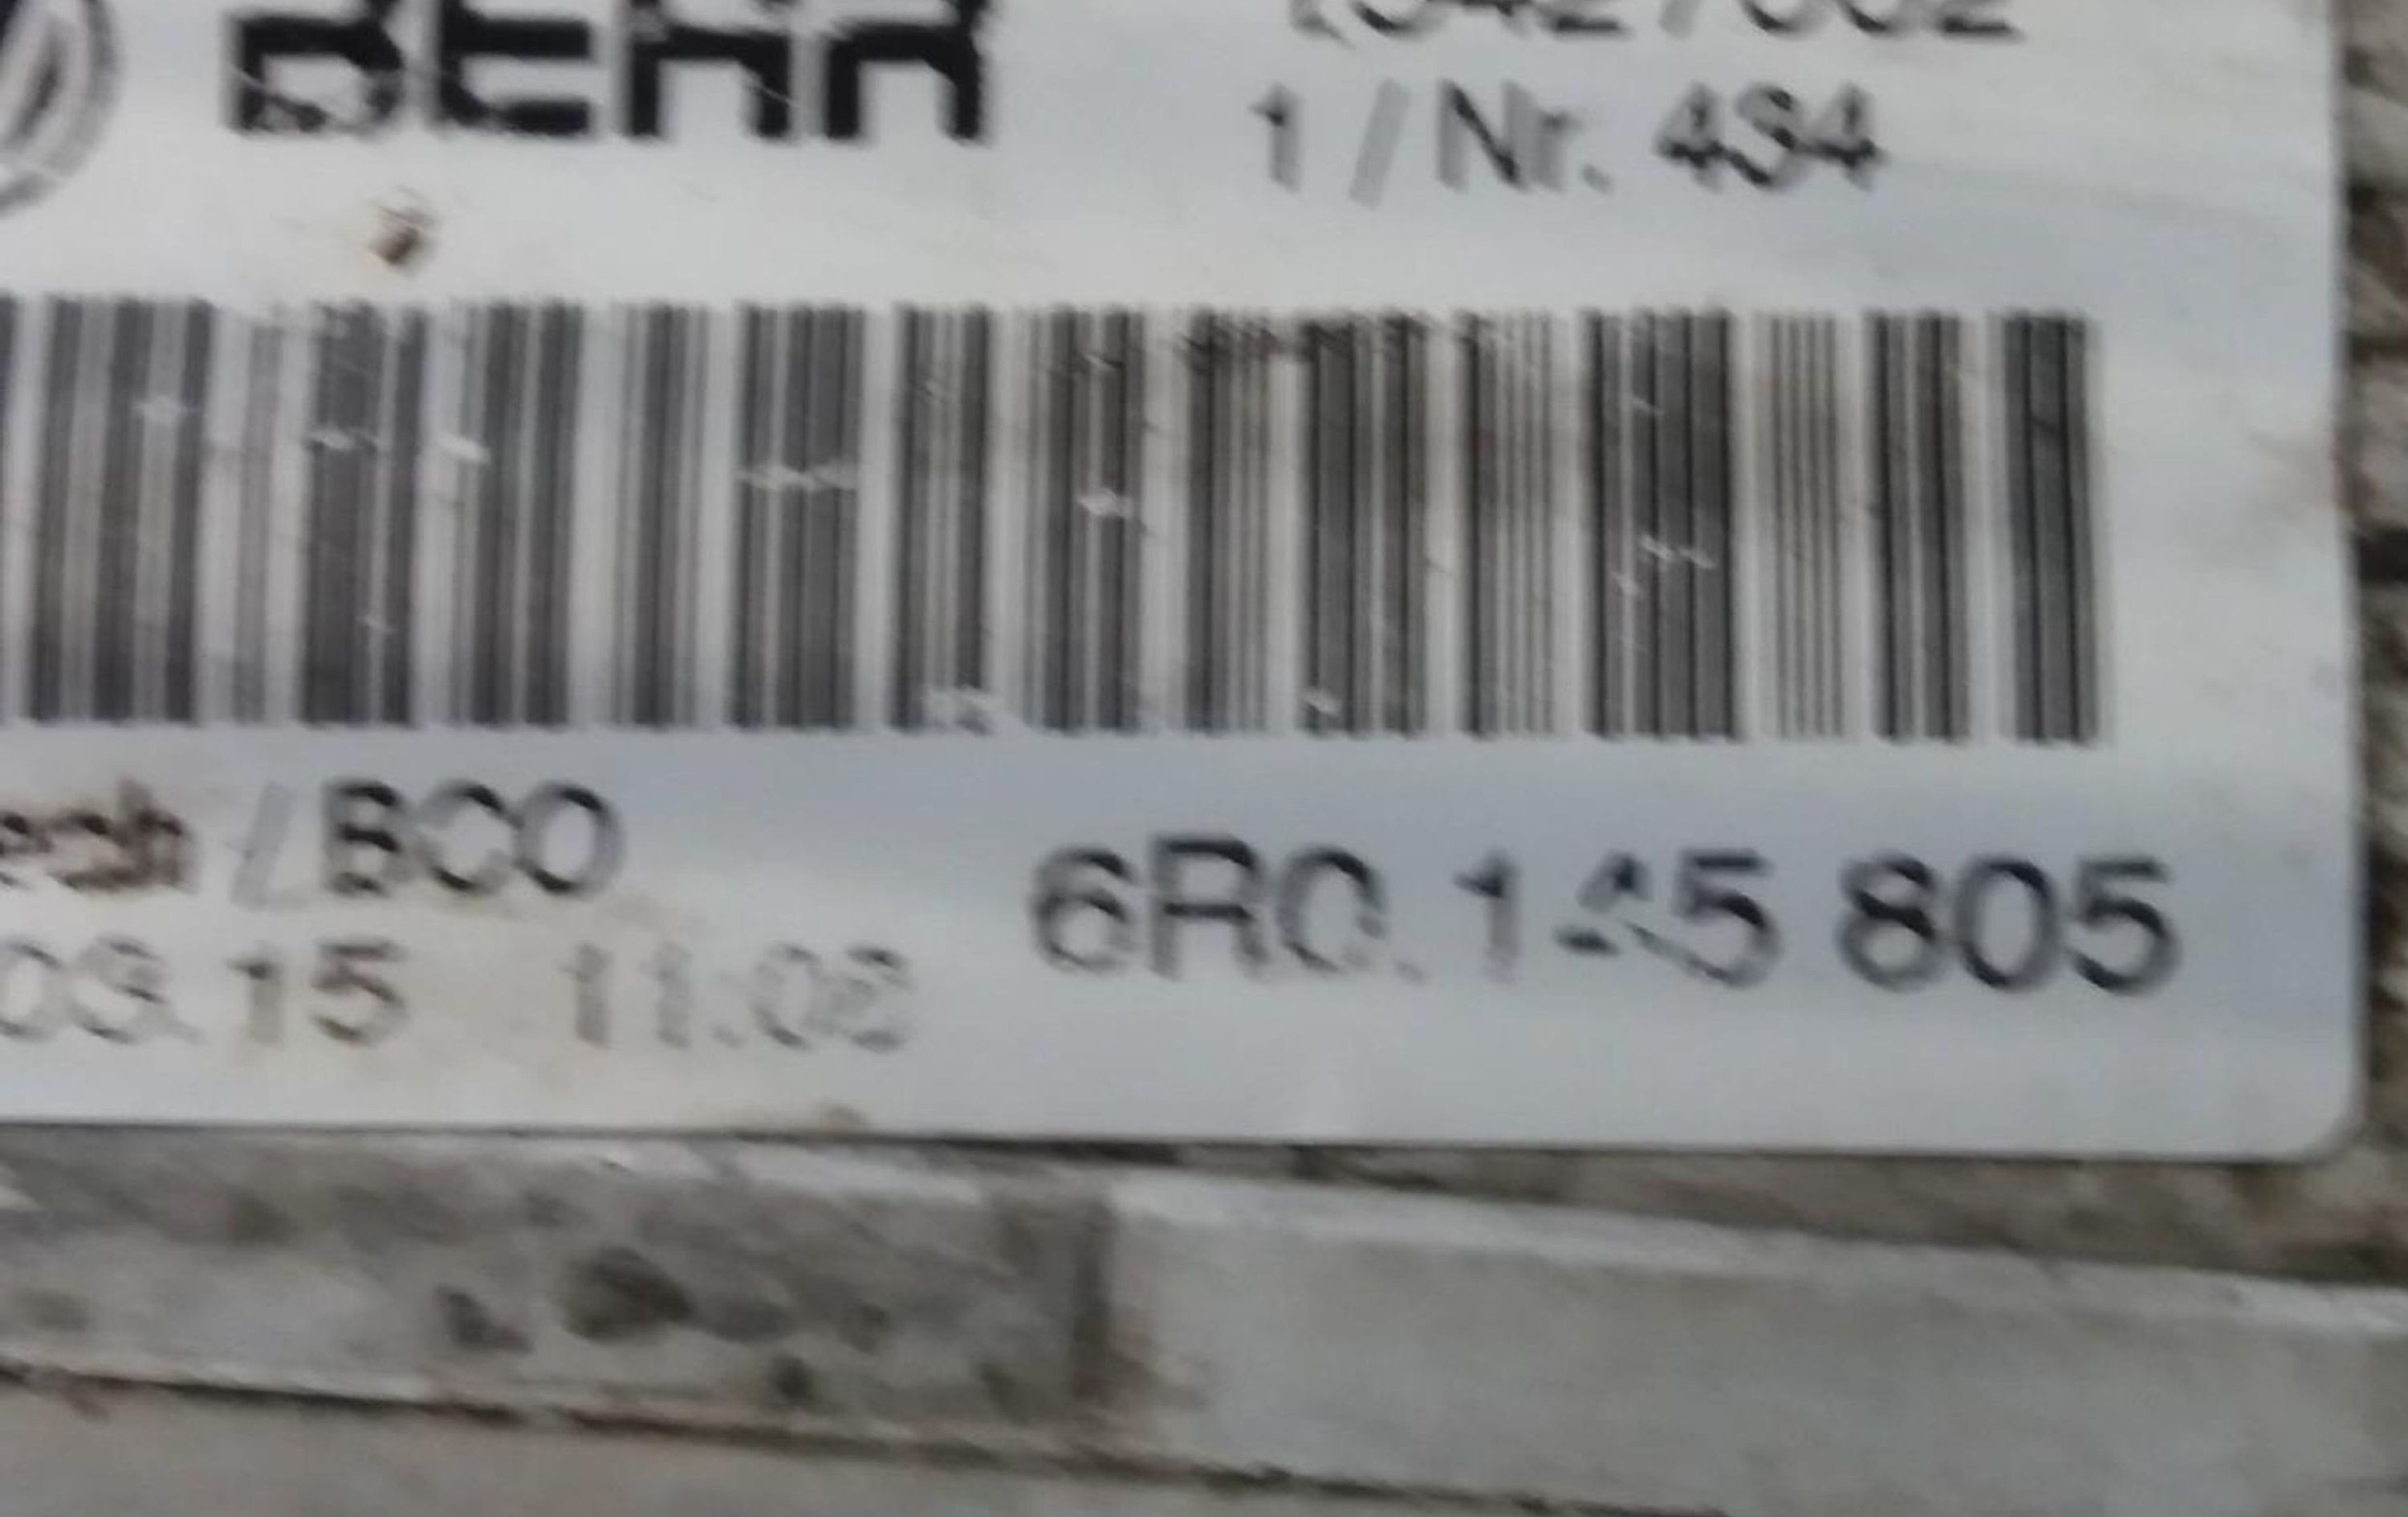 BEHR
1 / Nr. 434
/ BCO
6R0.145 805
03.15 11:02